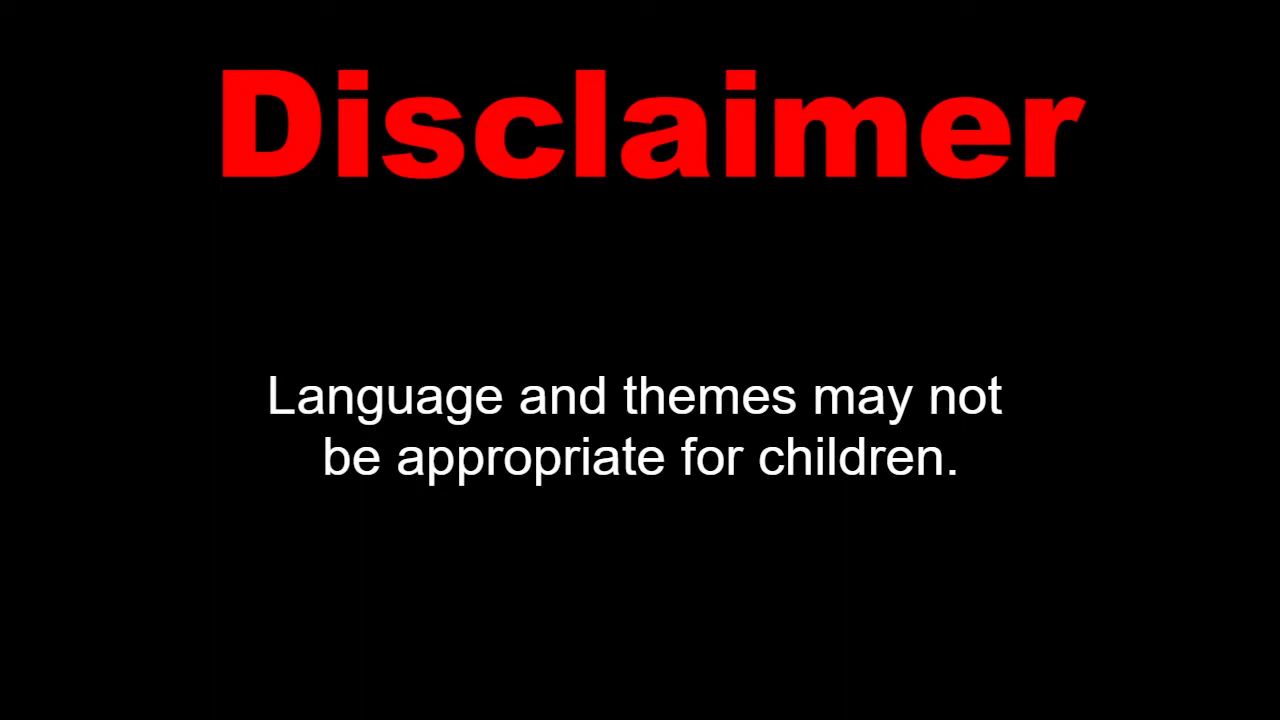 Disclaimer
Language and themes may not
be appropriate for children.